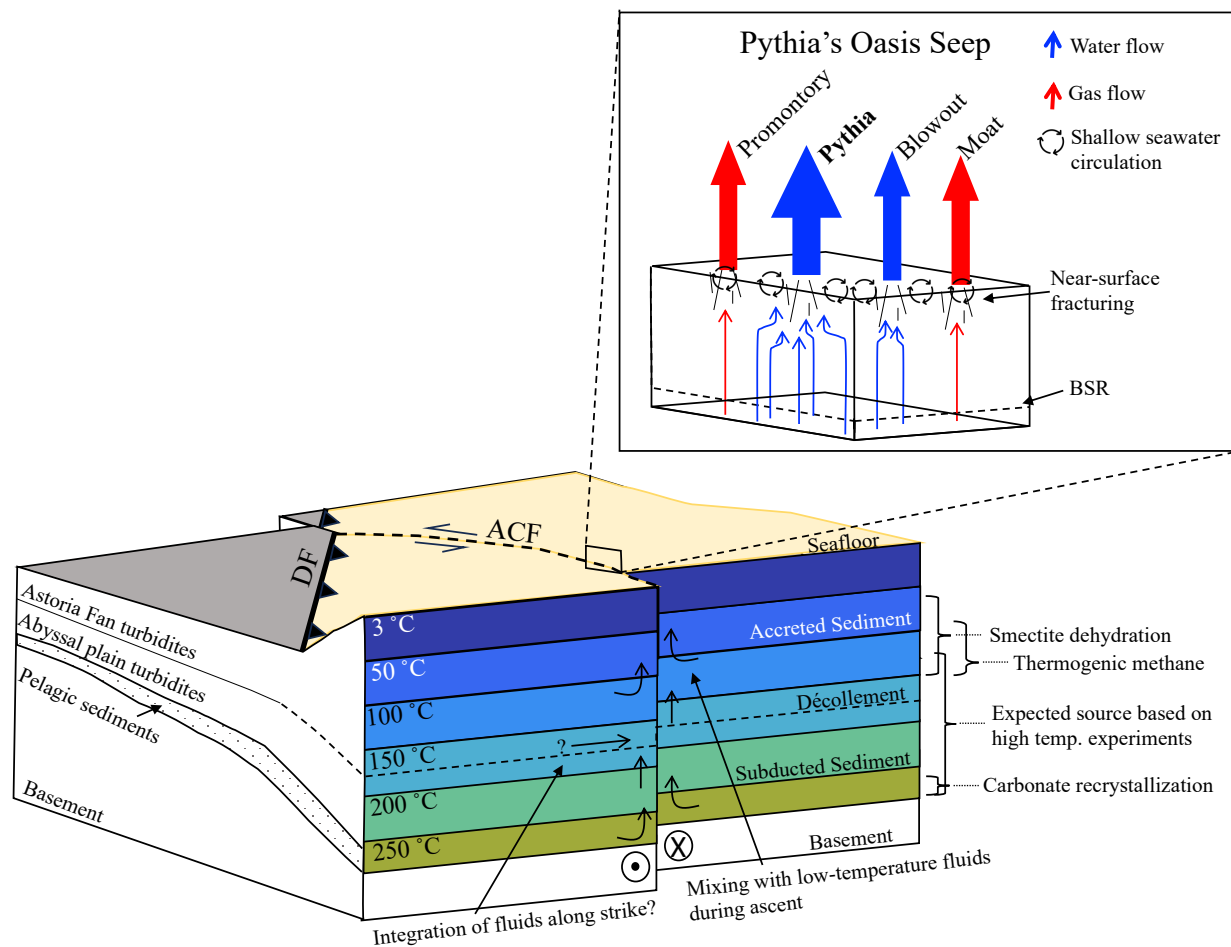 Pythia's Oasis Seep
Water flow
Gas flow
Shallow seawater
circulation
Promontory
Pythia
Blowout
Moat
Near-surface
fracturing
BSR
ACF
DF
Seafloor
Astoria Fan turbidites
Abyssal plain turbidites
Pelagic sediments
Basement
3 ˚C
50 ˚C
100 ˚C
150 ˚C
200 ˚C
250 ˚C
?
Accreted Sediment
Décollement
Subducted Sediment
Basement
Smectite dehydration
Thermogenic methane
Expected source based on
high temp. experiments
Carbonate recrystallization
X
Mixing with low-temperature fluids
during ascent
Integration of fluids along strike?